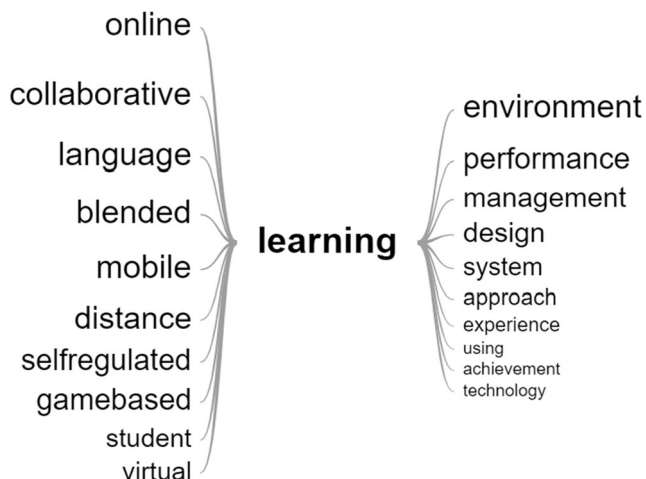 online
collaborative
language
blended
mobile
distance
selfregulated
gamebased
student
virtual
learning
environment
performance
management
design
system
approach
experience
using
achievement
technology